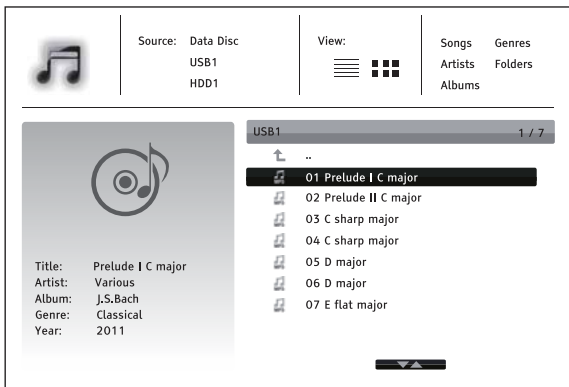 Source: Data Disc
USB1
HDD1
View:
Songs Genres
Artists Folders
Albums
USB1 1 / 7
..
01 Prelude I C major
02 Prelude II C major
03 C sharp major
04 C sharp major
05 D major
06 D major
07 E flat major
Title: Prelude I C major
Artist: Various
Album: J.S.Bach
Genre: Classical
Year: 2011